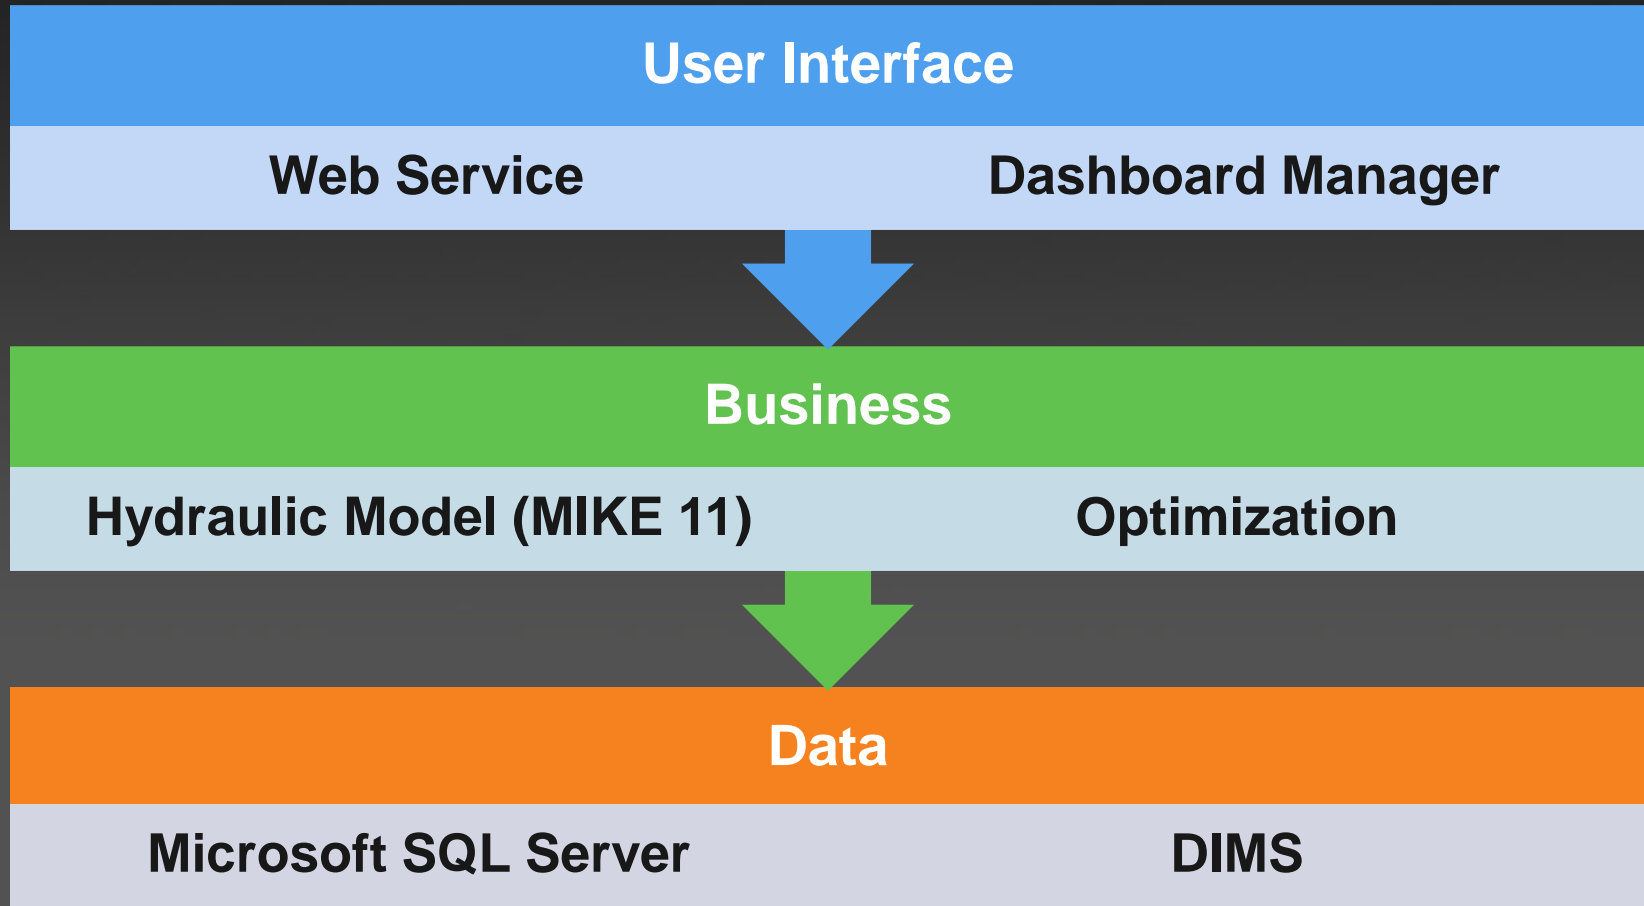 User Interface
Web Service Dashboard Manager
Business
Hydraulic Model (MIKE 11) Optimization
Data
Microsoft SQL Server DIMS